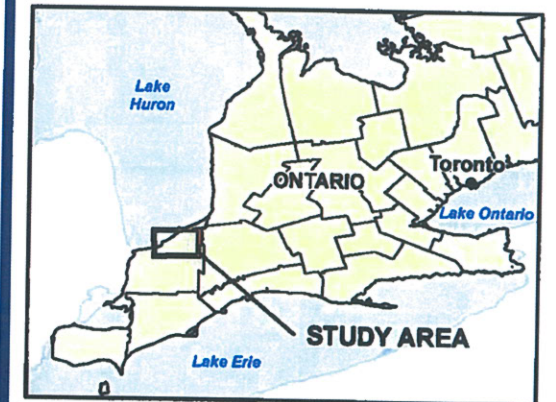 Lake
Huron
Toronto
ONTARIO
Lake Ontario
STUDY AREA
Lake Erie